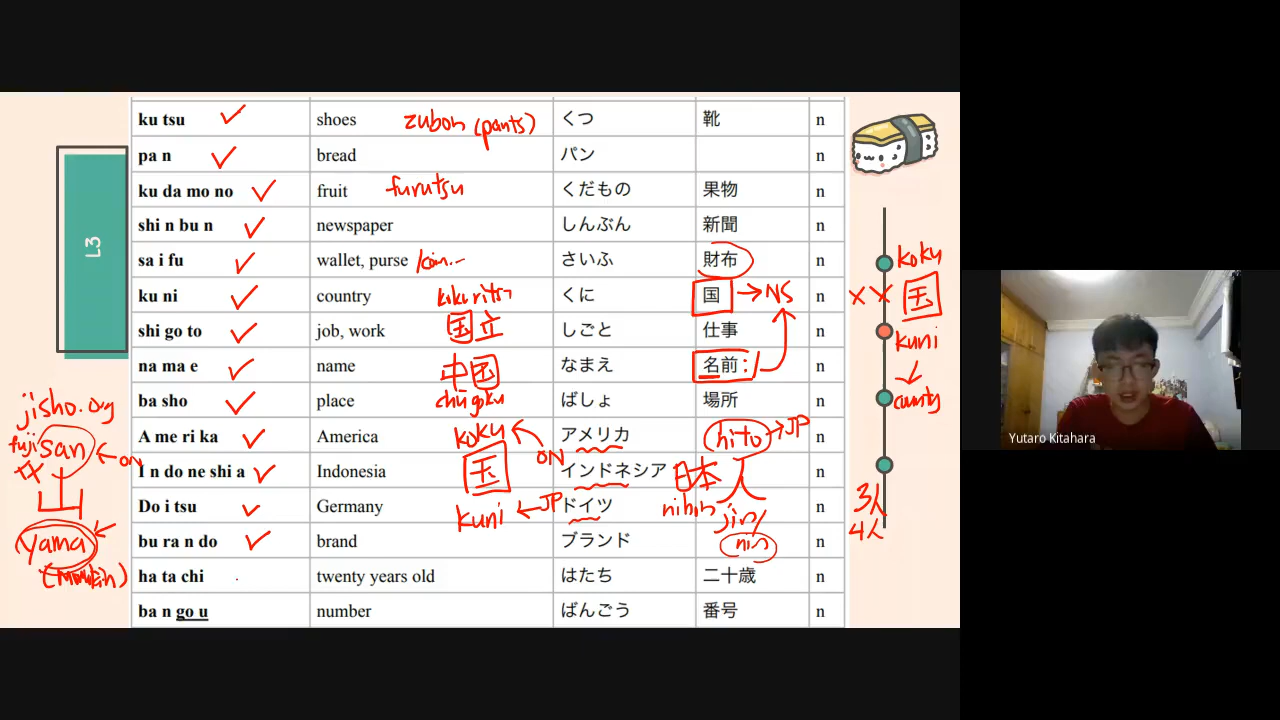 ku tsu ✓ shoes zubon (pants) くつ 靴 n
pa n ✓ bread パン n
ku da mo no ✓ fruit furutsu くだもの 果物 n
shi n bu n ✓ newspaper しんぶん 新聞 n
sa i fu ✓ wallet, purse さいふ 財布 n
ku ni ✓ country kokuritsu くに 国 → NS n
shi go to ✓ job, work 国立 しごと 仕事 n
na ma e ✓ name 中国 なまえ 名前: n
ba sho ✓ place chūgoku ばしょ 場所 n
A me ri ka ✓ America koku アメリカ hito → JP n
I n do ne shi a ✓ Indonesia 国 ON インドネシア 日本人 n
Do i tsu ✓ Germany kuni ← JP ドイツ nihon jin/ n
bu ra n do ✓ brand ブランド nin n
ha ta chi twenty years old はたち 二十歳 n
ba n go u number ばんごう 番号 n
L3
jisho.org
fuji san ← ON
山
yama
koku
XX 国
kuni
3人
4人
Yutaro Kitahara